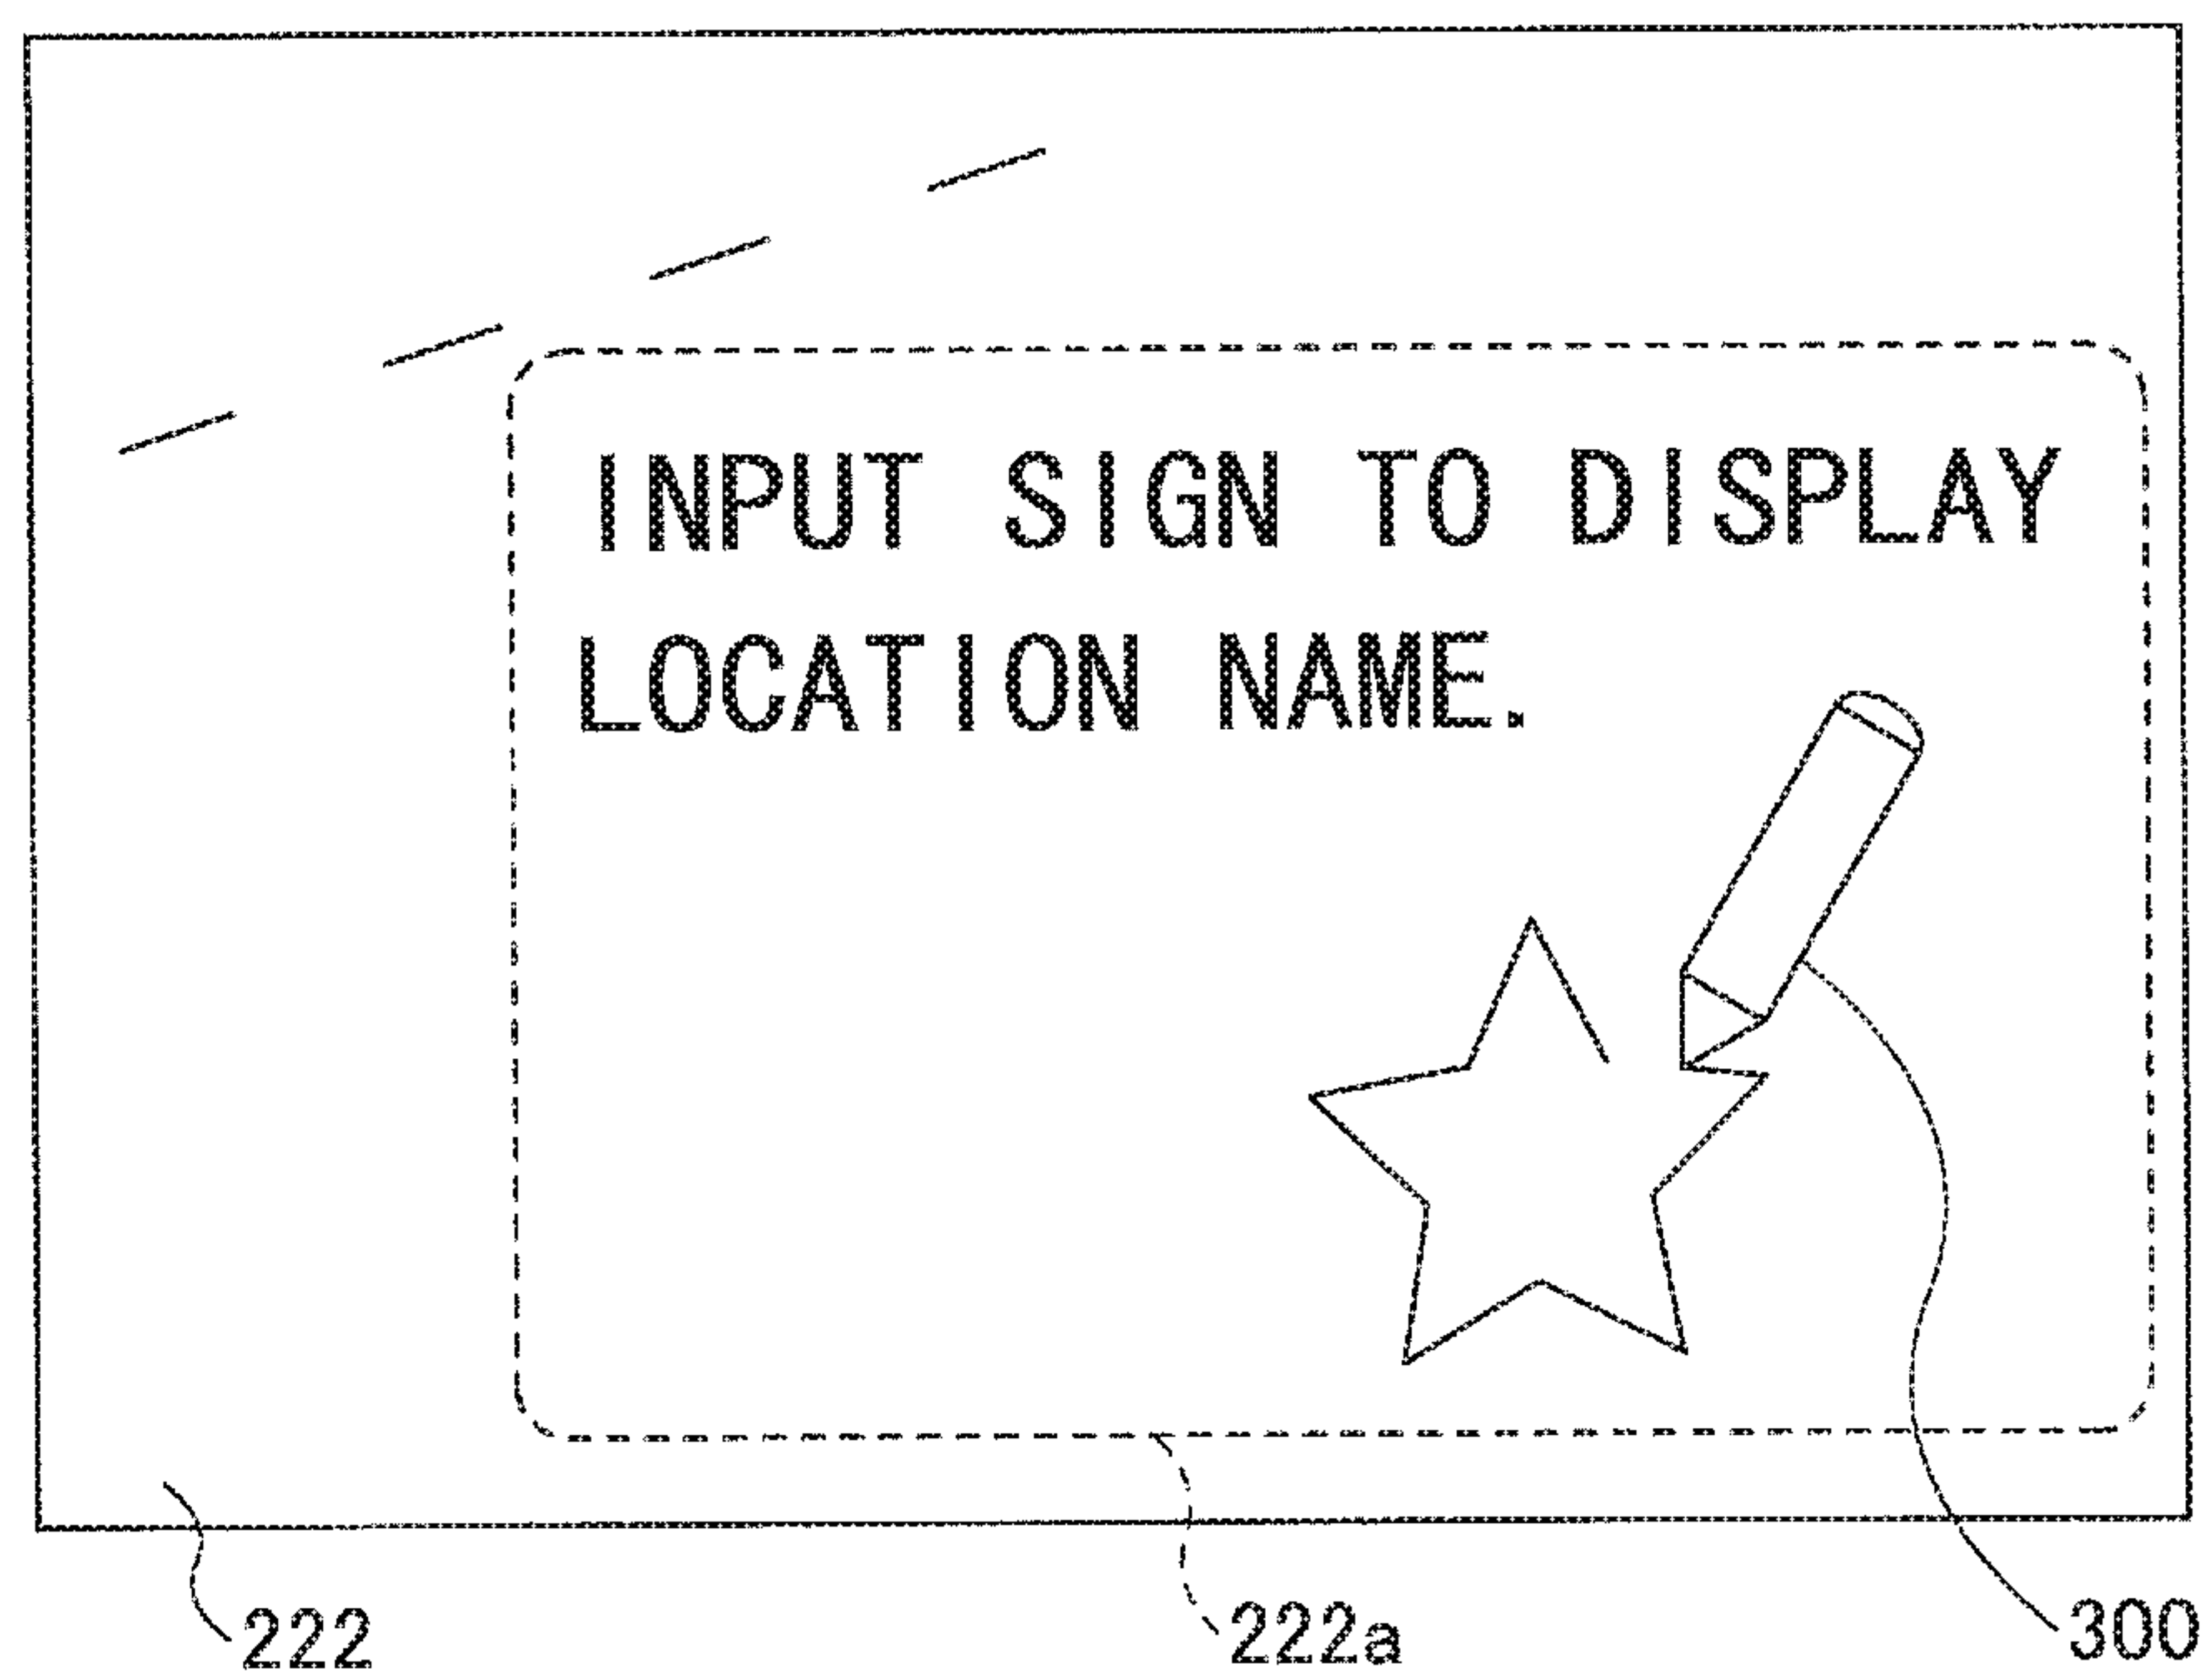 INPUT SIGN TO DISPLAY
LOCATION NAME.
222
222a
300